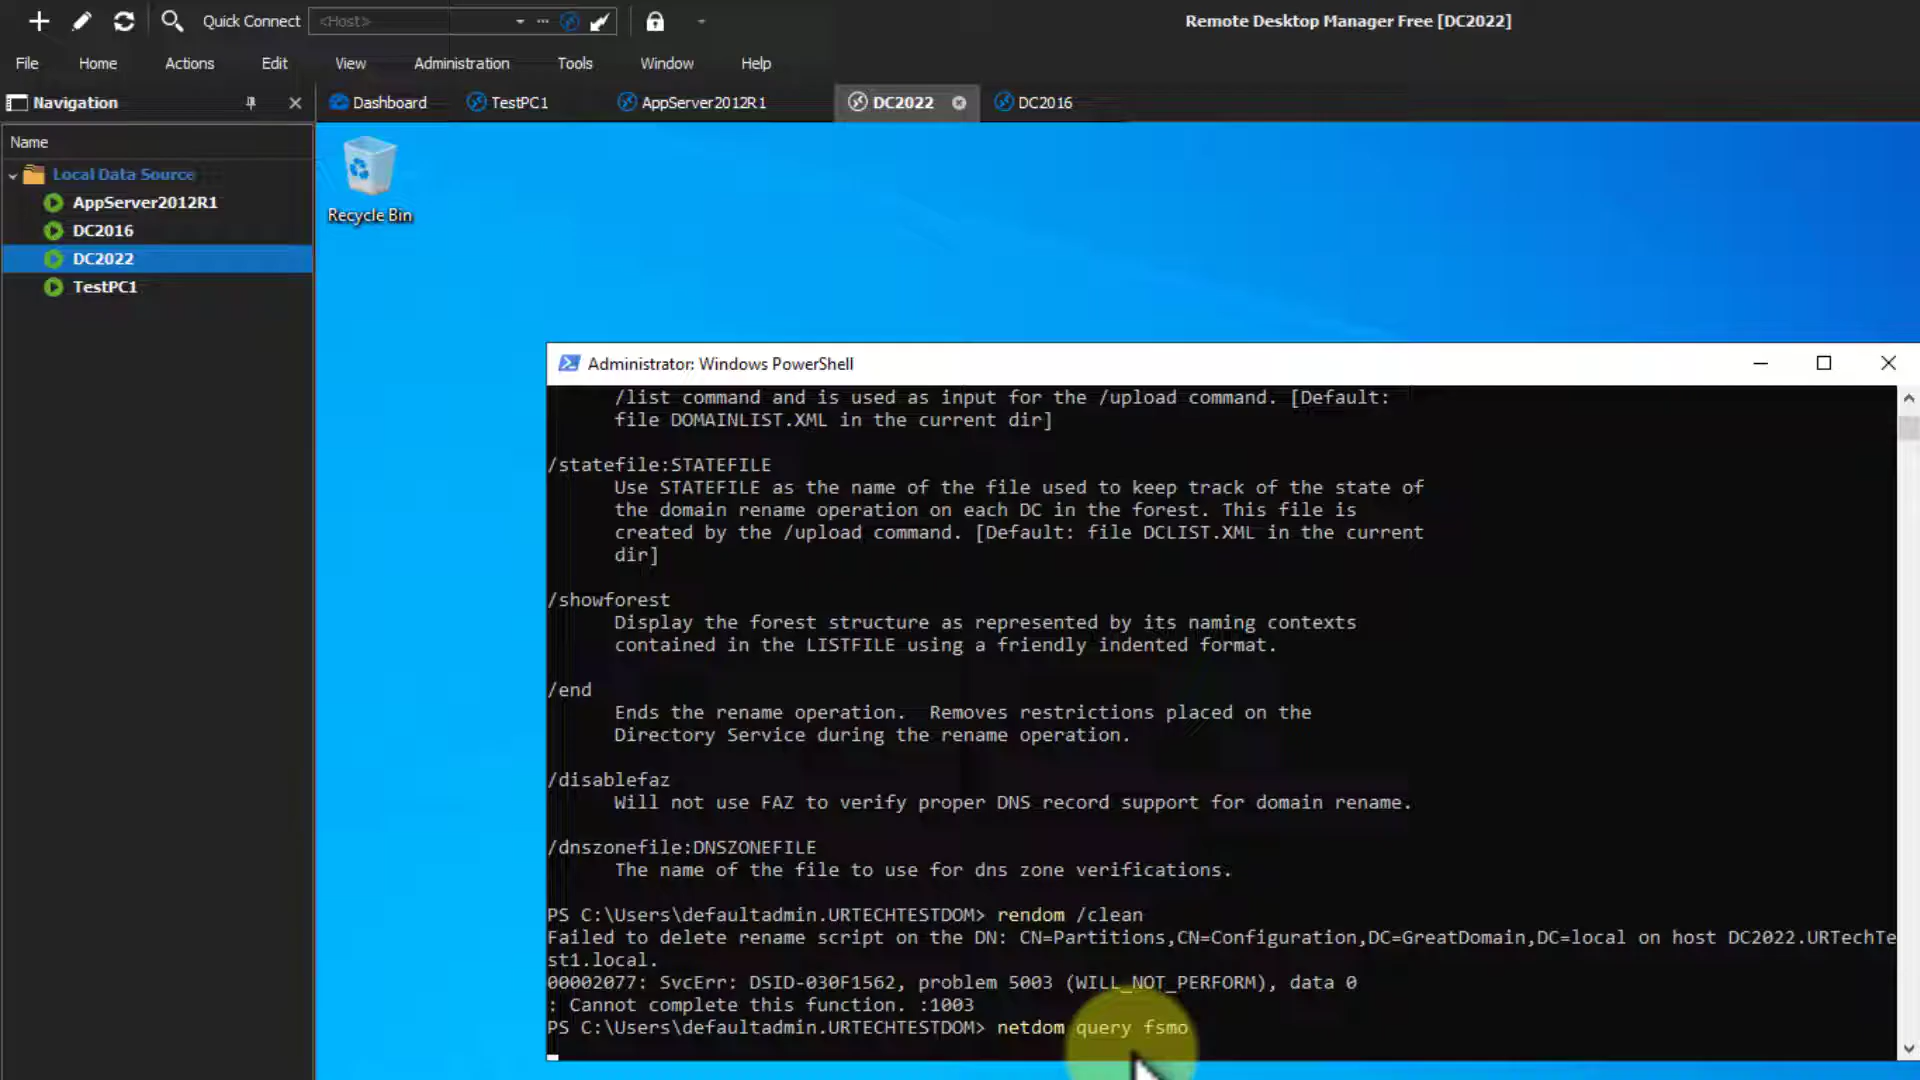 Quick Connect <Host> Remote Desktop Manager Free [DC2022]
File Home Actions Edit View Administration Tools Window Help
Navigation Dashboard TestPC1 AppServer2012R1 DC2022 DC2016
Name
Local Data Source
AppServer2012R1
DC2016
DC2022
TestPC1
Recycle Bin
Administrator: Windows PowerShell
/list command and is used as input for the /upload command. [Default:
file DOMAINLIST.XML in the current dir]
/statefile:STATEFILE
Use STATEFILE as the name of the file used to keep track of the state of
the domain rename operation on each DC in the forest. This file is
created by the /upload command. [Default: file DCLIST.XML in the current
dir]
/showforest
Display the forest structure as represented by its naming contexts
contained in the LISTFILE using a friendly indented format.
/end
Ends the rename operation.  Removes restrictions placed on the
Directory Service during the rename operation.
/disablefaz
Will not use FAZ to verify proper DNS record support for domain rename.
/dnszonefile:DNSZONEFILE
The name of the file to use for dns zone verifications.
PS C:\Users\defaultadmin.URTECHTESTDOM> rendom /clean
Failed to delete rename script on the DN: CN=Partitions,CN=Configuration,DC=GreatDomain,DC=local on host DC2022.URTechTe
st1.local.
00002077: SvcErr: DSID-030F1562, problem 5003 (WILL_NOT_PERFORM), data 0
: Cannot complete this function. :1003
PS C:\Users\defaultadmin.URTECHTESTDOM> netdom query fsmo